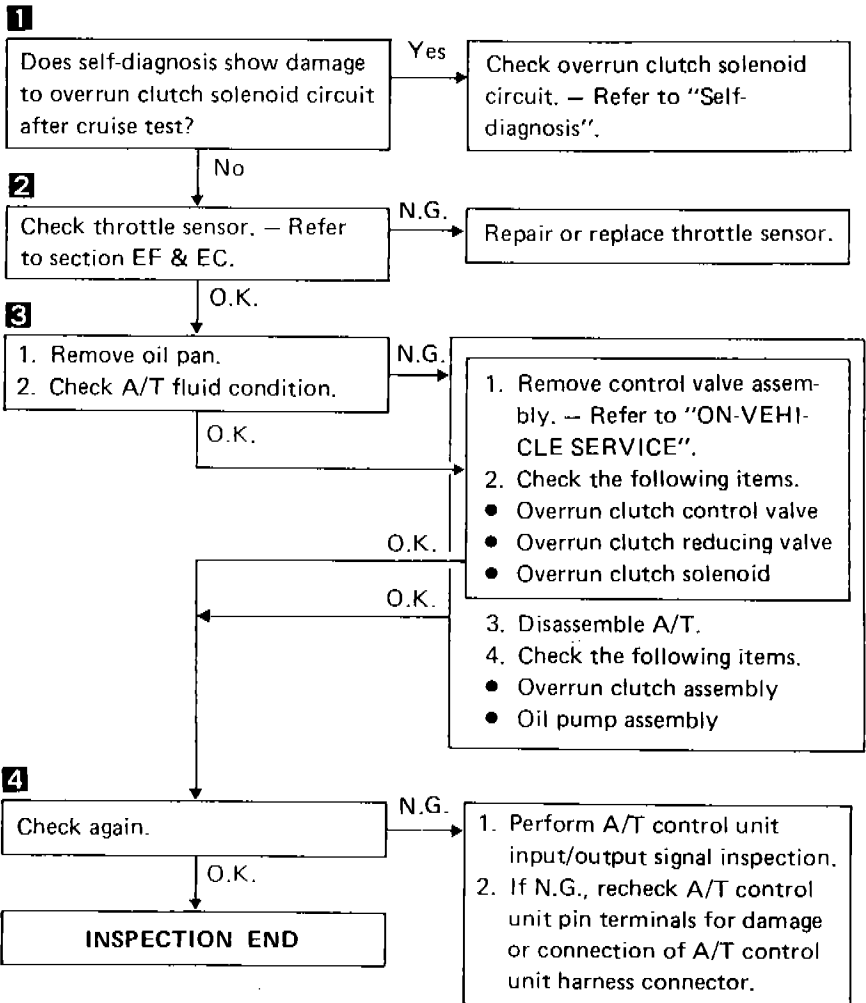 1
Does self-diagnosis show damage
to overrun clutch solenoid circuit
after cruise test?
Yes
Check overrun clutch solenoid
circuit. — Refer to "Self-
diagnosis".
No
2
Check throttle sensor. — Refer
to section EF & EC.
N.G.
Repair or replace throttle sensor.
O.K.
3
1. Remove oil pan.
2. Check A/T fluid condition.
N.G.
O.K.
1. Remove control valve assem-
bly. — Refer to "ON-VEHI-
CLE SERVICE".
2. Check the following items.
● Overrun clutch control valve
● Overrun clutch reducing valve
● Overrun clutch solenoid
O.K.
O.K.
3. Disassemble A/T.
4. Check the following items.
● Overrun clutch assembly
● Oil pump assembly
4
Check again.
N.G.
1. Perform A/T control unit
input/output signal inspection.
2. If N.G., recheck A/T control
unit pin terminals for damage
or connection of A/T control
unit harness connector.
O.K.
INSPECTION END